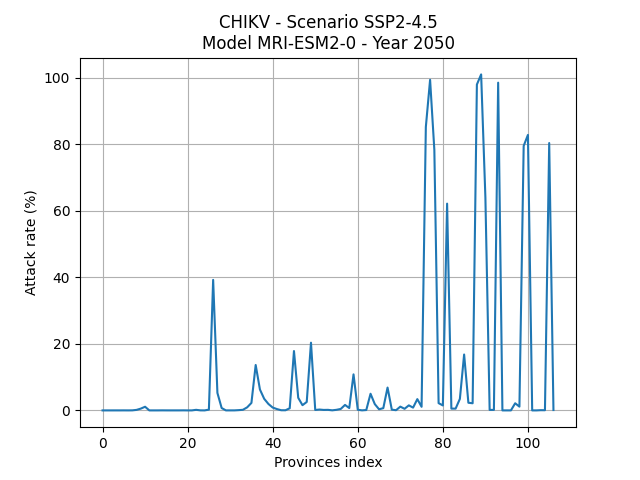 CHIKV - Scenario SSP2-4.5
Model MRI-ESM2-0 - Year 2050
100
80
60
40
20
0
Attack rate (%)
0 20 40 60 80 100
Provinces index